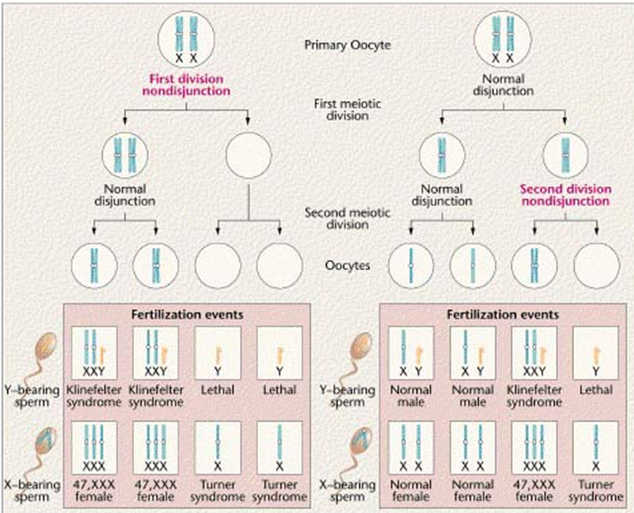 Primary Oocyte
X X
X X
First division
nondisjunction
Normal
disjunction
First meiotic
division
Normal
disjunction
Normal
disjunction
Second division
nondisjunction
Second meiotic
division
Oocytes
Fertilization events
XXY
XXY
Y
Y
Y-bearing
sperm
Klinefelter
syndrome
Klinefelter
syndrome
Lethal
Lethal
XXX
XXX
X
X
X-bearing
sperm
47,XXX
female
47,XXX
female
Turner
syndrome
Turner
syndrome
Fertilization events
X Y
X Y
XXY
Y
Y-bearing
sperm
Normal
male
Normal
male
Klinefelter
syndrome
Lethal
X X
X X
XXX
X
X-bearing
sperm
Normal
female
Normal
female
47,XXX
female
Turner
syndrome